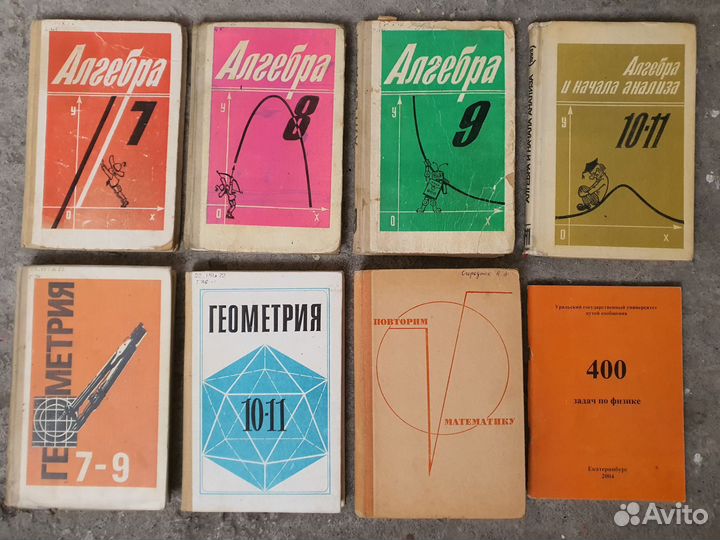 Алгебра
7
У
0
х
Алгебра
8
У
0
х
Алгебра
9
У
0
х
Алгебра
и начала анализа
10-11
У
0
х
ГЕОМЕТРИЯ
7-9
ГЕОМЕТРИЯ
10-11
ПОВТОРИМ
МАТЕМАТИКУ
Уральский государственный университет
путей сообщения
400
задач по физике
Екатеринбург
2004
Avito